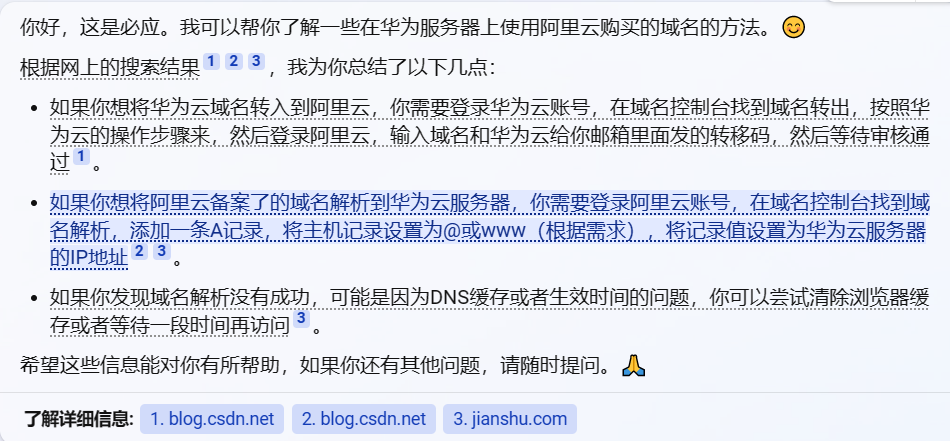 你好，这是必应。我可以帮你了解一些在华为服务器上使用阿里云购买的域名的方法。😊
根据网上的搜索结果 1 2 3 ，我为你总结了以下几点：
• 如果你想将华为云域名转入到阿里云，你需要登录华为云账号，在域名控制台找到域名转出，按照华
为云的操作步骤来，然后登录阿里云，输入域名和华为云给你邮箱里面发的转移码，然后等待审核通
过 1 。
• 如果你想将阿里云备案了的域名解析到华为云服务器，你需要登录阿里云账号，在域名控制台找到域
名解析，添加一条A记录，将主机记录设置为@或www（根据需求），将记录值设置为华为云服务器
的IP地址 2 3 。
• 如果你发现域名解析没有成功，可能是因为DNS缓存或者生效时间的问题，你可以尝试清除浏览器缓
存或者等待一段时间再访问 3 。
希望这些信息能对你有所帮助，如果你还有其他问题，请随时提问。🙏
了解详细信息: 1. blog.csdn.net 2. blog.csdn.net 3. jianshu.com